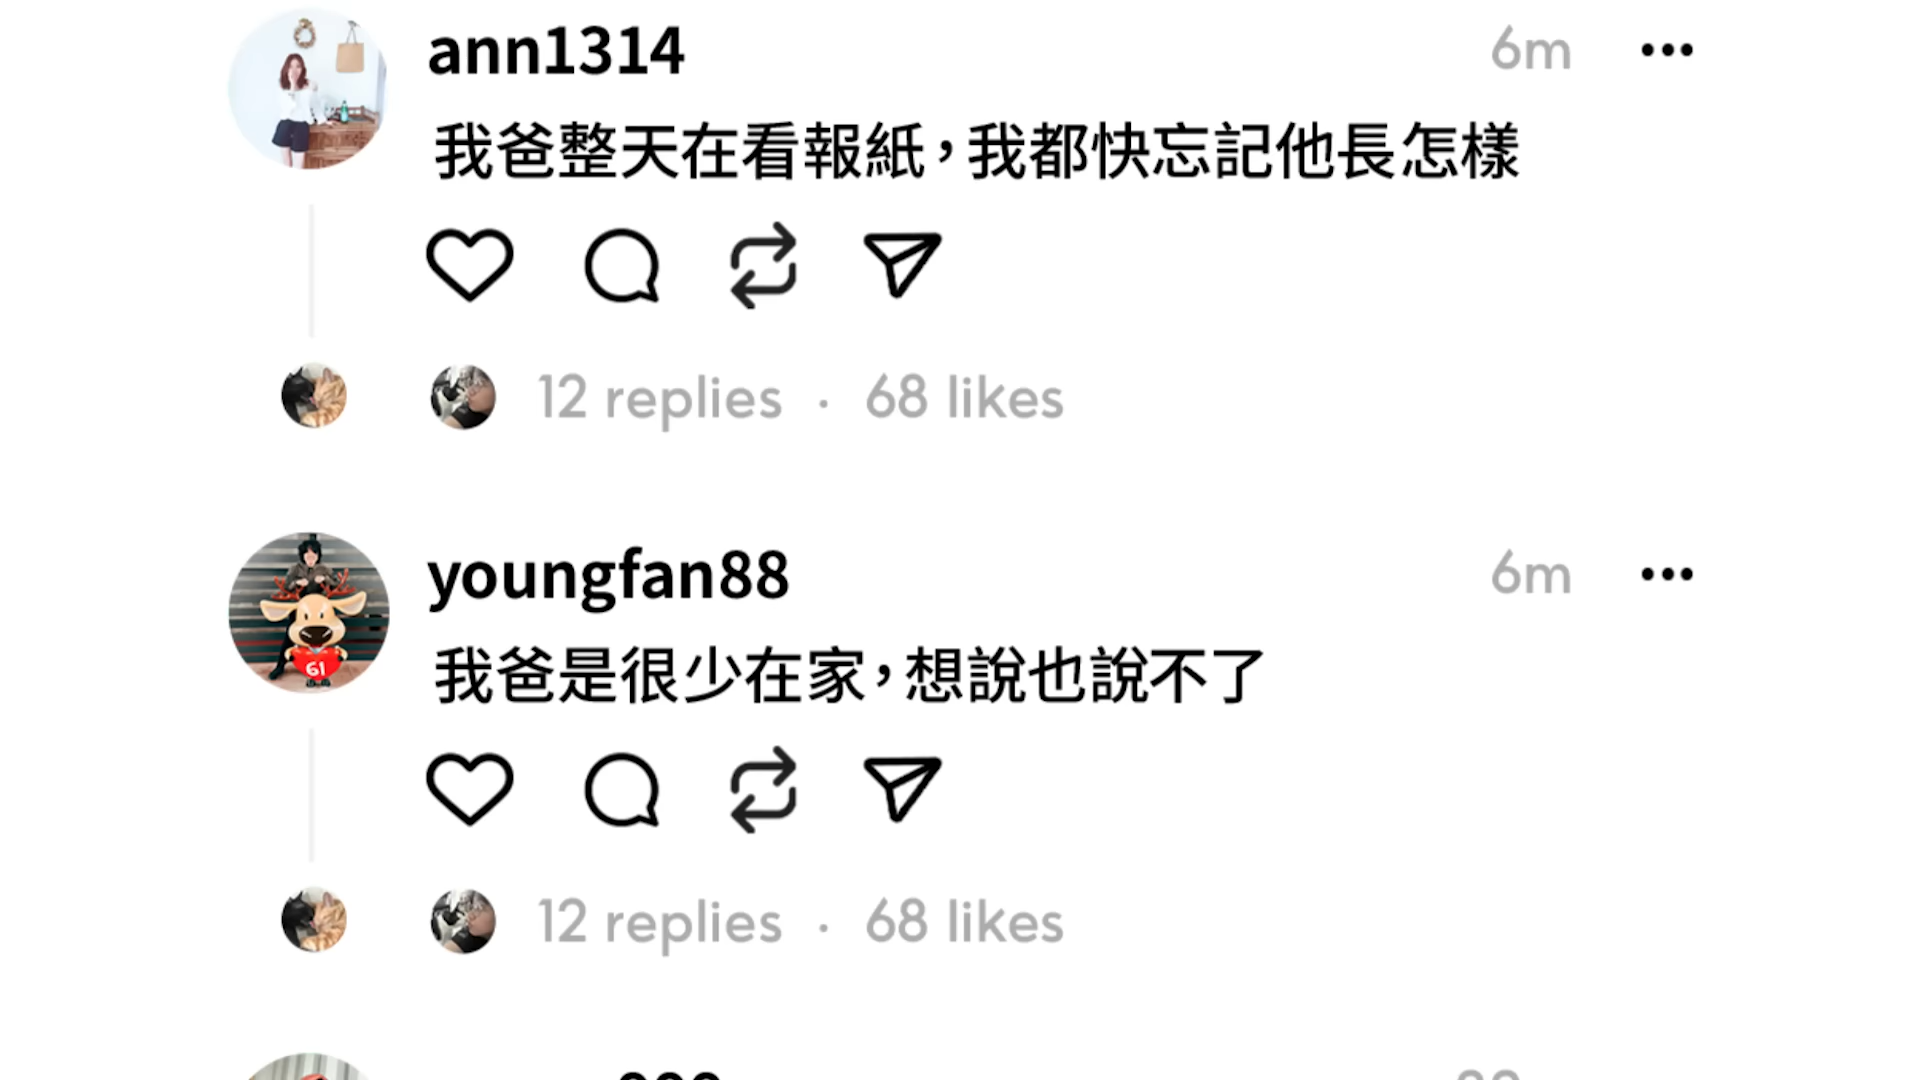 ann1314
6m
我爸整天在看報紙，我都快忘記他長怎樣
12 replies · 68 likes
youngfan88
6m
61
我爸是很少在家，想說也說不了
12 replies · 68 likes